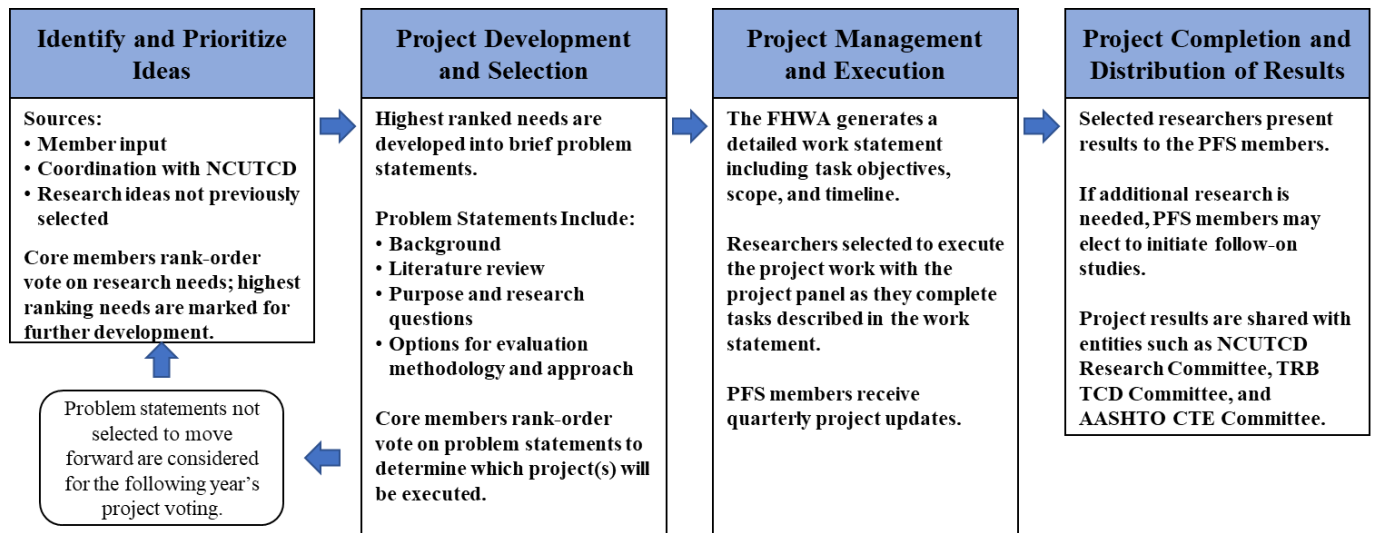 Identify and Prioritize
Ideas
Sources:
• Member input
• Coordination with NCUTCD
• Research ideas not previously
selected
Core members rank-order
vote on research needs; highest
ranking needs are marked for
further development.
Problem statements not
selected to move
forward are considered
for the following year's
project voting.
Project Development
and Selection
Highest ranked needs are
developed into brief problem
statements.
Problem Statements Include:
• Background
• Literature review
• Purpose and research
questions
• Options for evaluation
methodology and approach
Core members rank-order
vote on problem statements to
determine which project(s) will
be executed.
Project Management
and Execution
The FHWA generates a
detailed work statement
including task objectives,
scope, and timeline.
Researchers selected to execute
the project work with the
project panel as they complete
tasks described in the work
statement.
PFS members receive
quarterly project updates.
Project Completion and
Distribution of Results
Selected researchers present
results to the PFS members.
If additional research is
needed, PFS members may
elect to initiate follow-on
studies.
Project results are shared with
entities such as NCUTCD
Research Committee, TRB
TCD Committee, and
AASHTO CTE Committee.